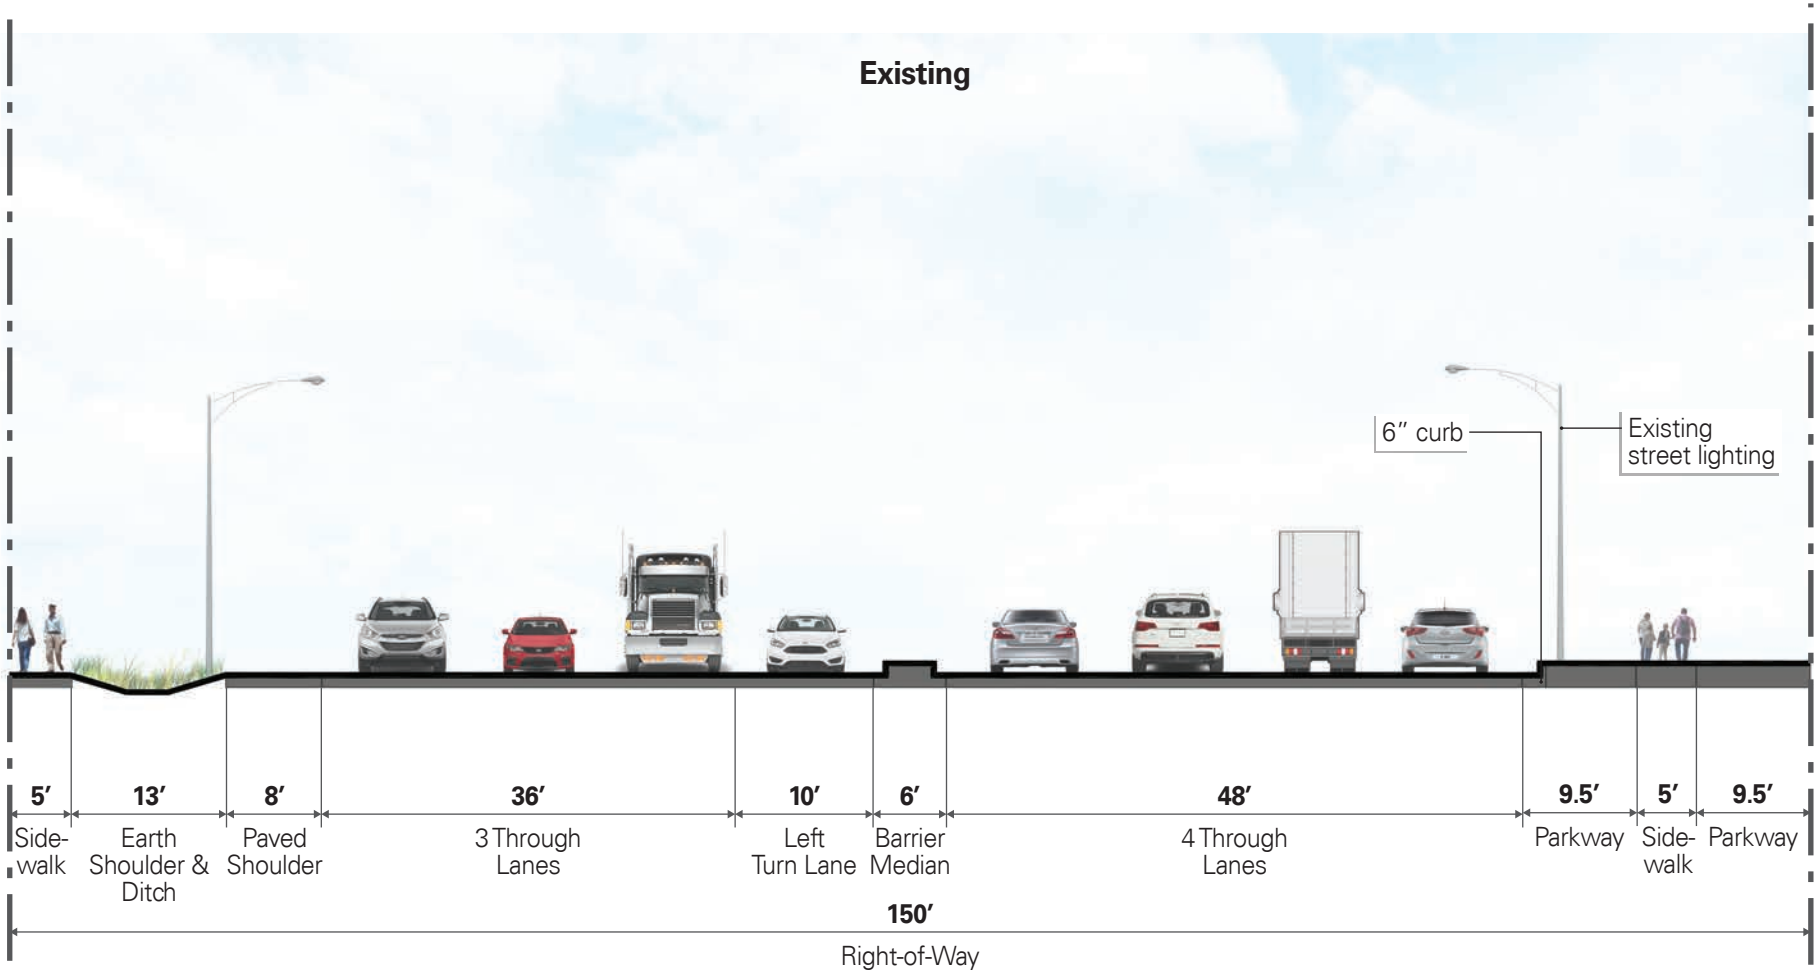 Existing
6” curb
Existing
street lighting
5’
13’
8’
36’
10’
6’
48’
9.5’
5’
9.5’
Side-
walk
Earth
Shoulder &
Ditch
Paved
Shoulder
3 Through
Lanes
Left
Turn Lane
Barrier
Median
4 Through
Lanes
Parkway
Side-
walk
Parkway
150’
Right-of-Way